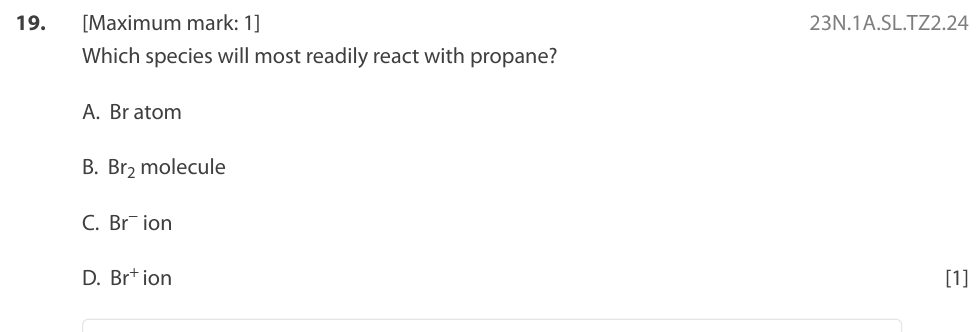 19. [Maximum mark: 1] 23N.1A.SL.TZ2.24
Which species will most readily react with propane?
A. Br atom
B. Br₂ molecule
C. Br⁻ ion
D. Br⁺ ion [1]